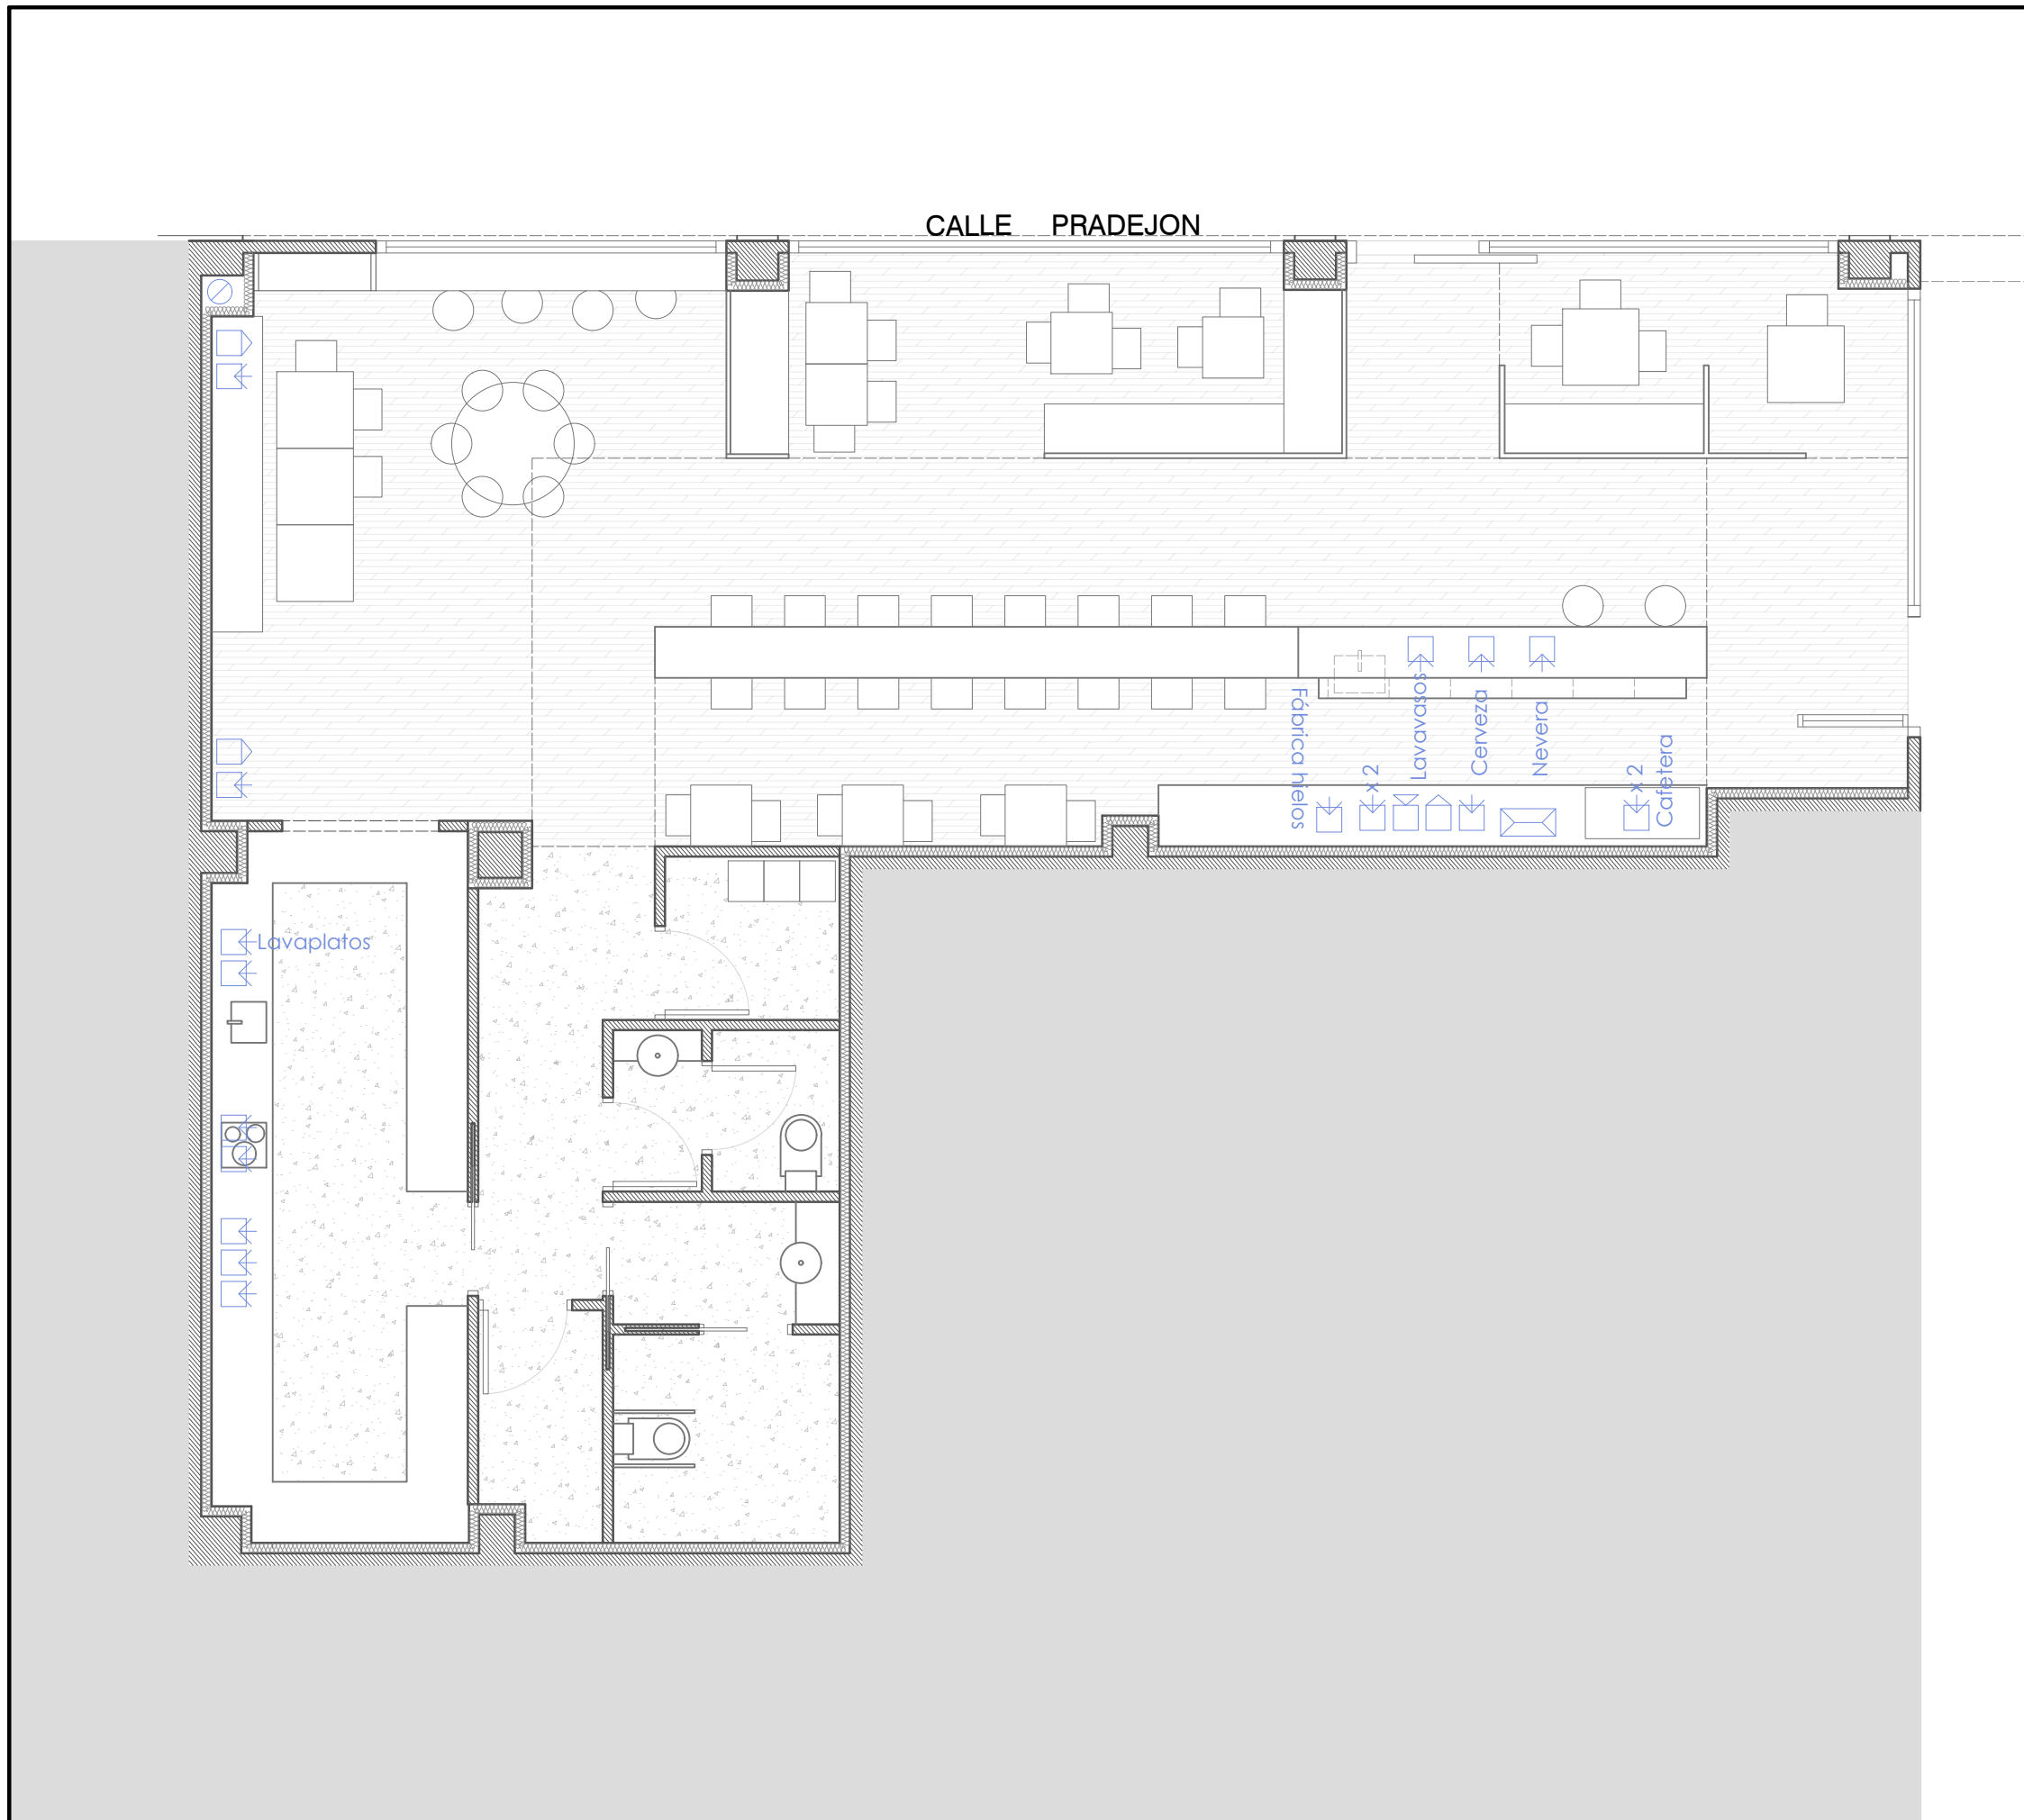 CALLE PRADEJON
Fábrica hielos
x 2
Lavavasos
Cerveza
Nevera
x 2
Cafetera
Lavaplatos